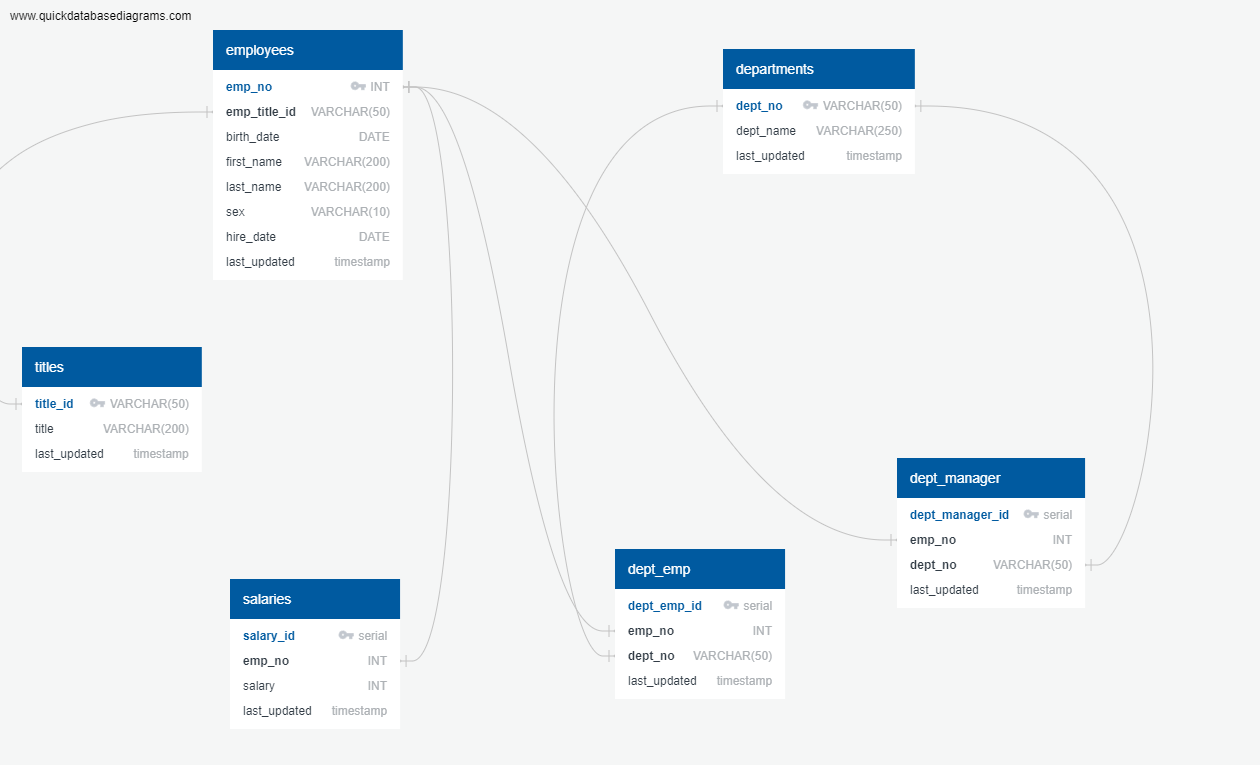 www.quickdatabasediagrams.com
employees
emp_no INT
emp_title_id VARCHAR(50)
birth_date DATE
first_name VARCHAR(200)
last_name VARCHAR(200)
sex VARCHAR(10)
hire_date DATE
last_updated timestamp
departments
dept_no VARCHAR(50)
dept_name VARCHAR(250)
last_updated timestamp
titles
title_id VARCHAR(50)
title VARCHAR(200)
last_updated timestamp
dept_manager
dept_manager_id serial
emp_no INT
dept_no VARCHAR(50)
last_updated timestamp
dept_emp
dept_emp_id serial
emp_no INT
dept_no VARCHAR(50)
last_updated timestamp
salaries
salary_id serial
emp_no INT
salary INT
last_updated timestamp